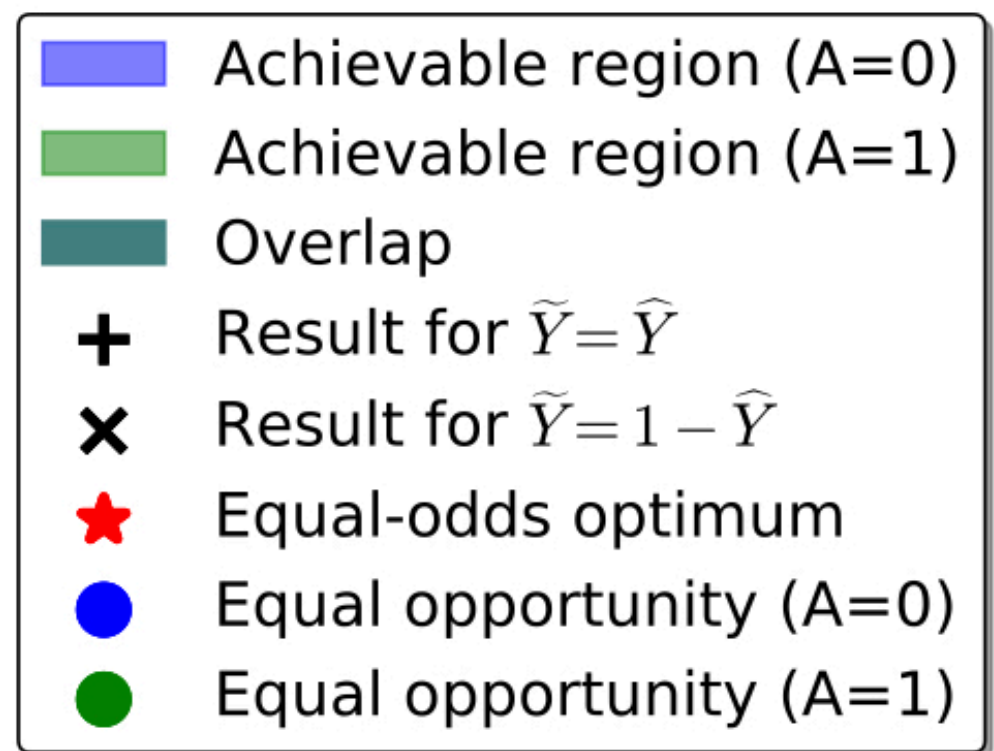 Achievable region (A=0)
Achievable region (A=1)
Overlap
Result for Ỹ=Ŷ
Result for Ỹ=1−Ŷ
Equal-odds optimum
Equal opportunity (A=0)
Equal opportunity (A=1)